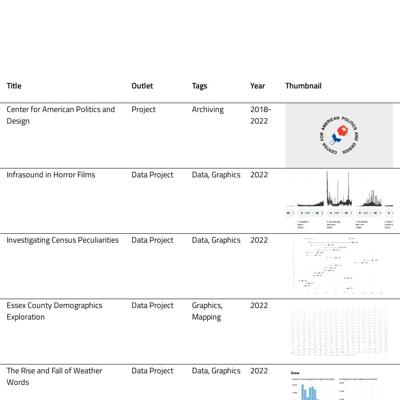 Title Outlet Tags Year Thumbnail
Center for American Politics and Project Archiving 2018-
Design 2022
CENTER FOR AMERICAN POLITICS AND DESIGN
Infrasound in Horror Films Data Project Data, Graphics 2022
Investigating Census Peculiarities Data Project Data, Graphics 2022
Essex County Demographics Data Project Graphics, 2022
Exploration Mapping
The Rise and Fall of Weather Data Project Data, Graphics 2022
Words
Snow